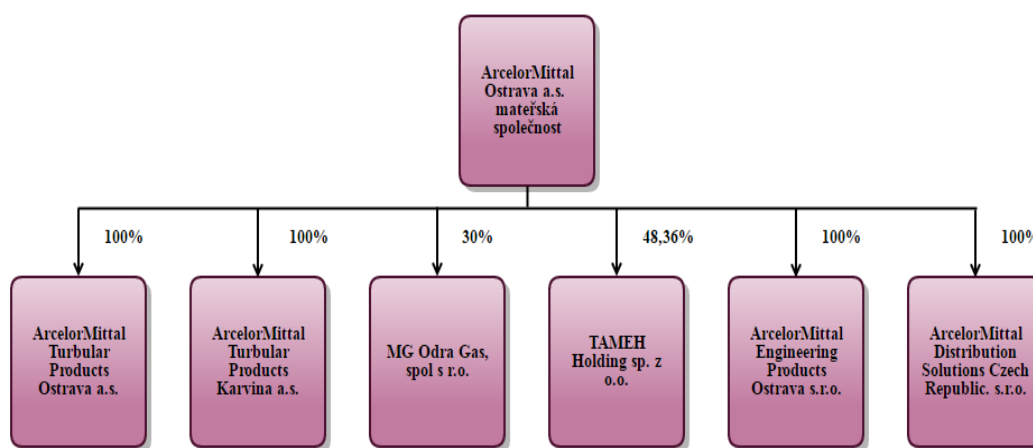 ArcelorMittal
Ostrava a.s.
mateřská
společnost
100%
100%
30%
48,36%
100%
100%
ArcelorMittal
Turbular
Products
Ostrava a.s.
ArcelorMittal
Turbular
Products
Karvina a.s.
MG Odra Gas,
spol s r.o.
TAMEH
Holding sp. z
o.o.
ArcelorMittal
Engineering
Products
Ostrava s.r.o.
ArcelorMittal
Distribution
Solutions Czech
Republic. s.r.o.